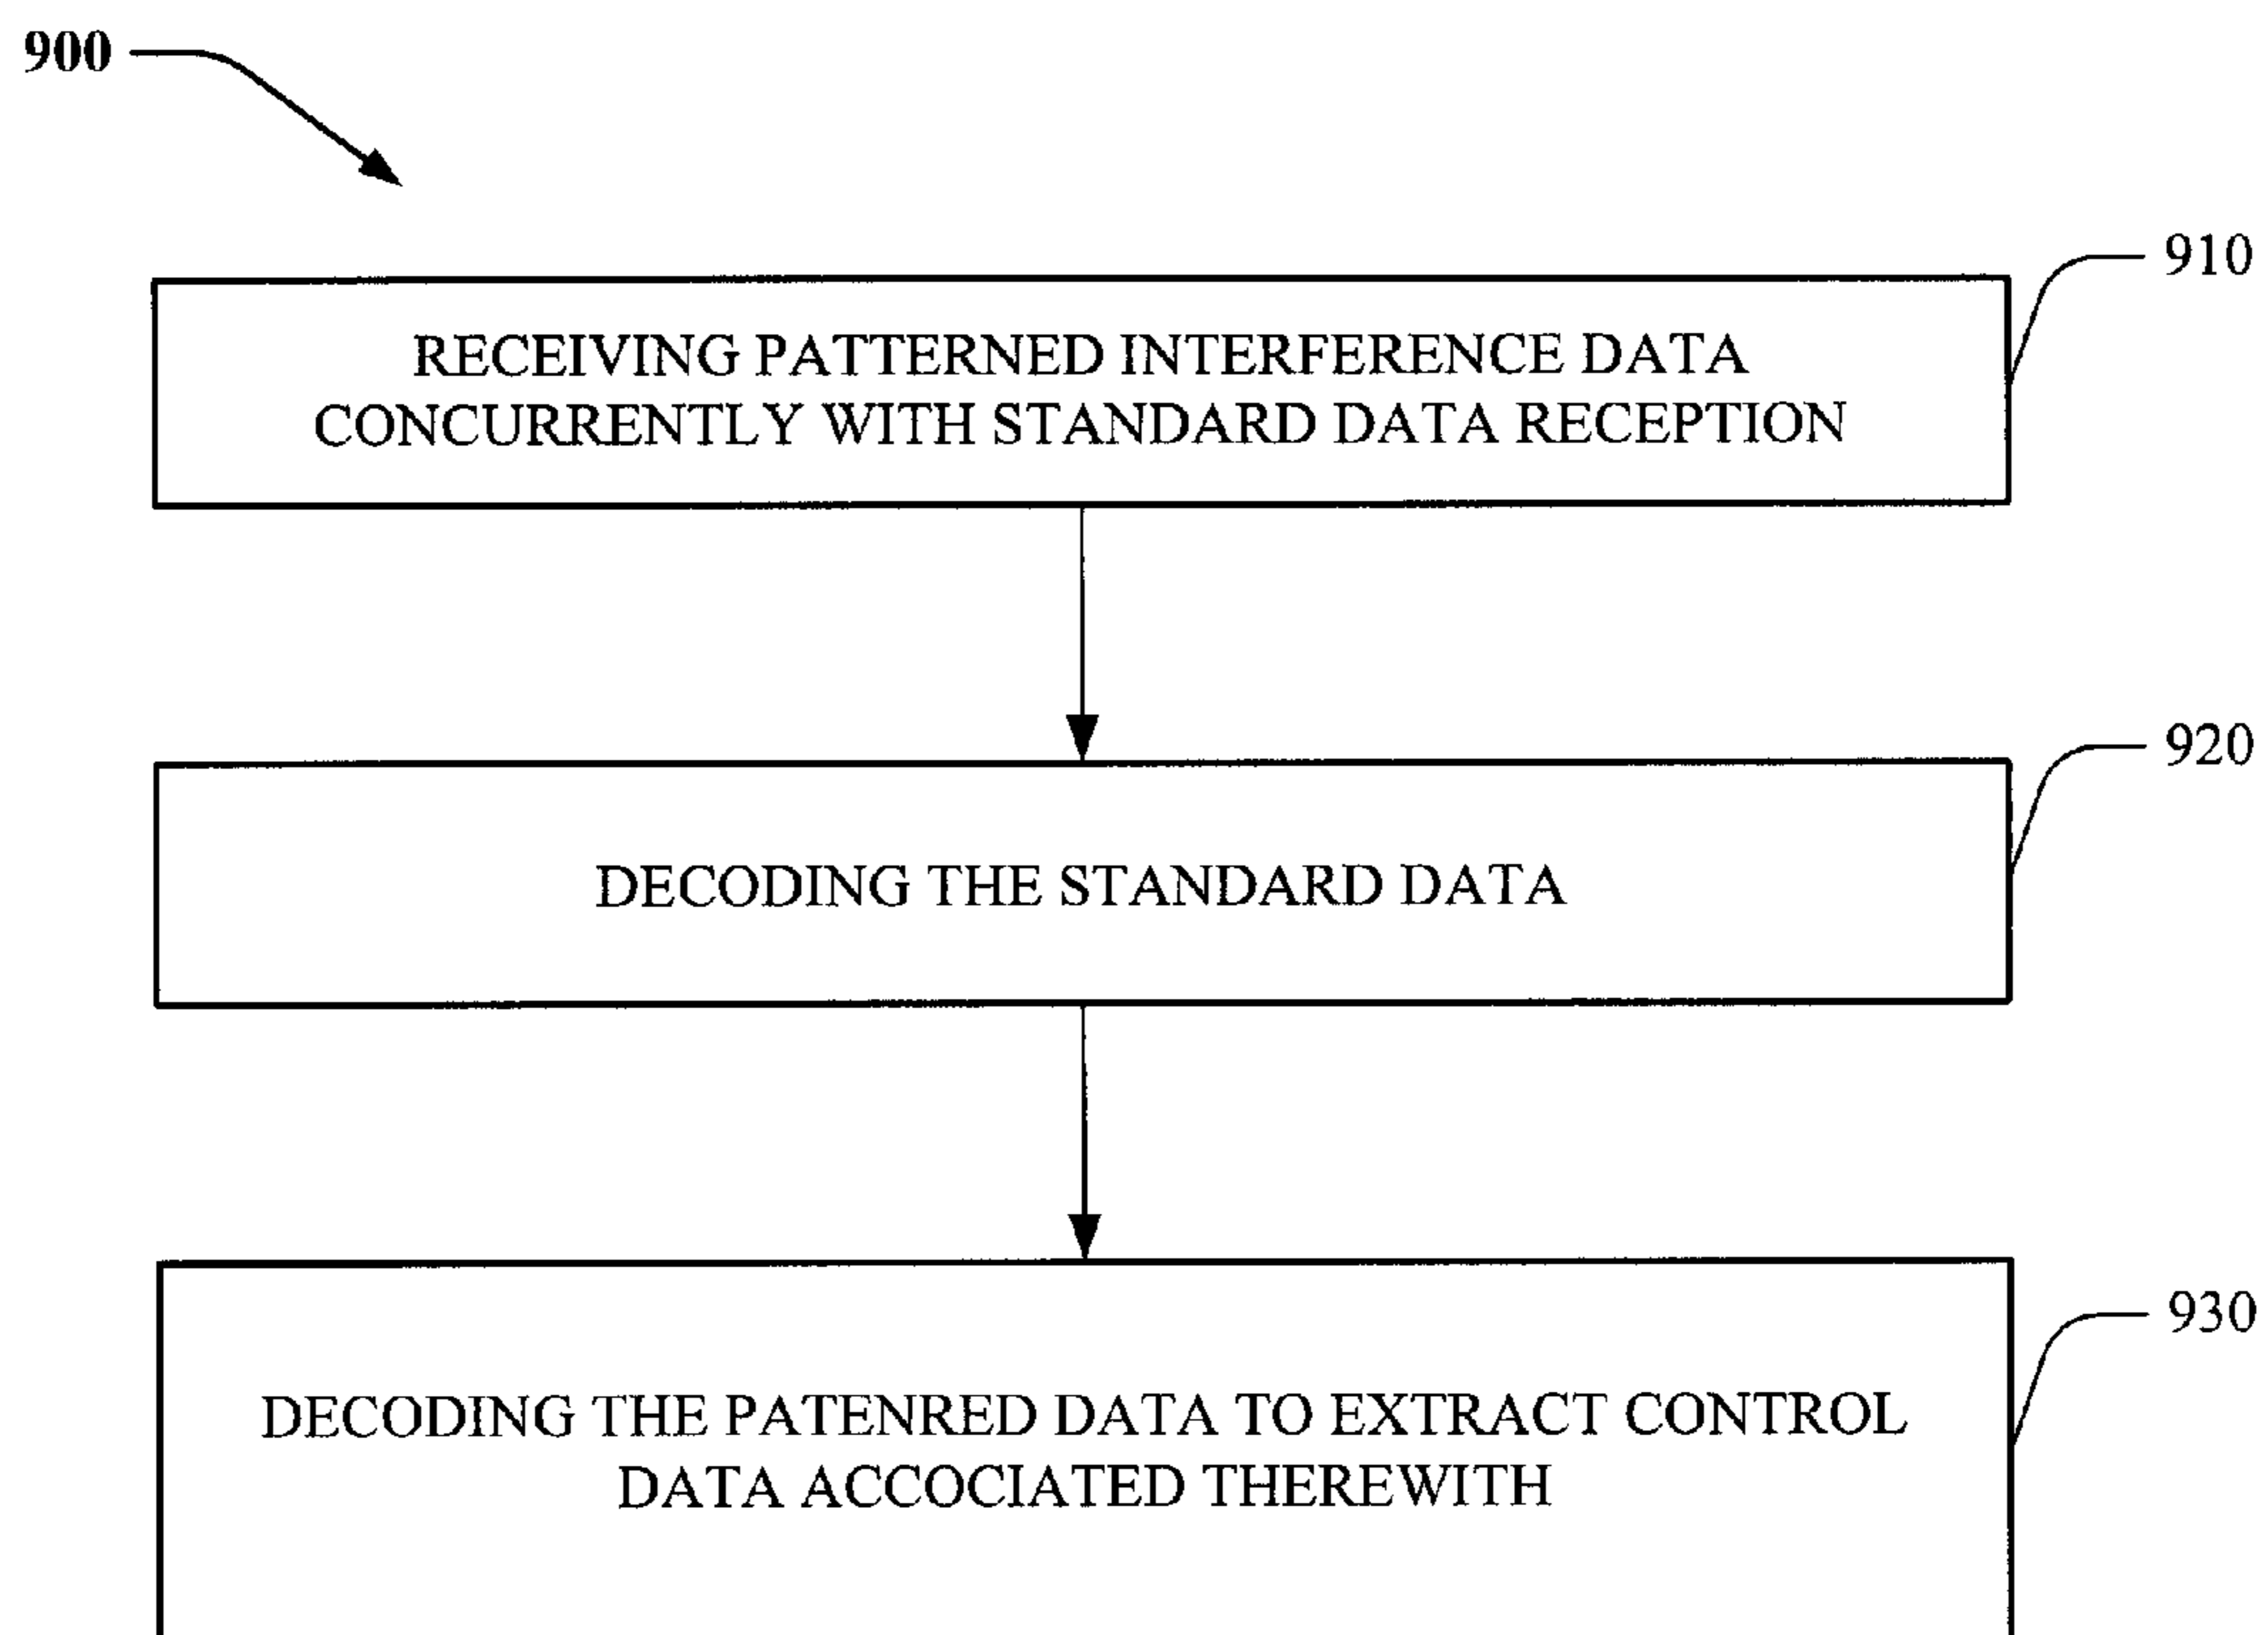 900
910
RECEIVING PATTERNED INTERFERENCE DATA
CONCURRENTLY WITH STANDARD DATA RECEPTION
920
DECODING THE STANDARD DATA
930
DECODING THE PATENRED DATA TO EXTRACT CONTROL
DATA ACCOCIATED THEREWITH